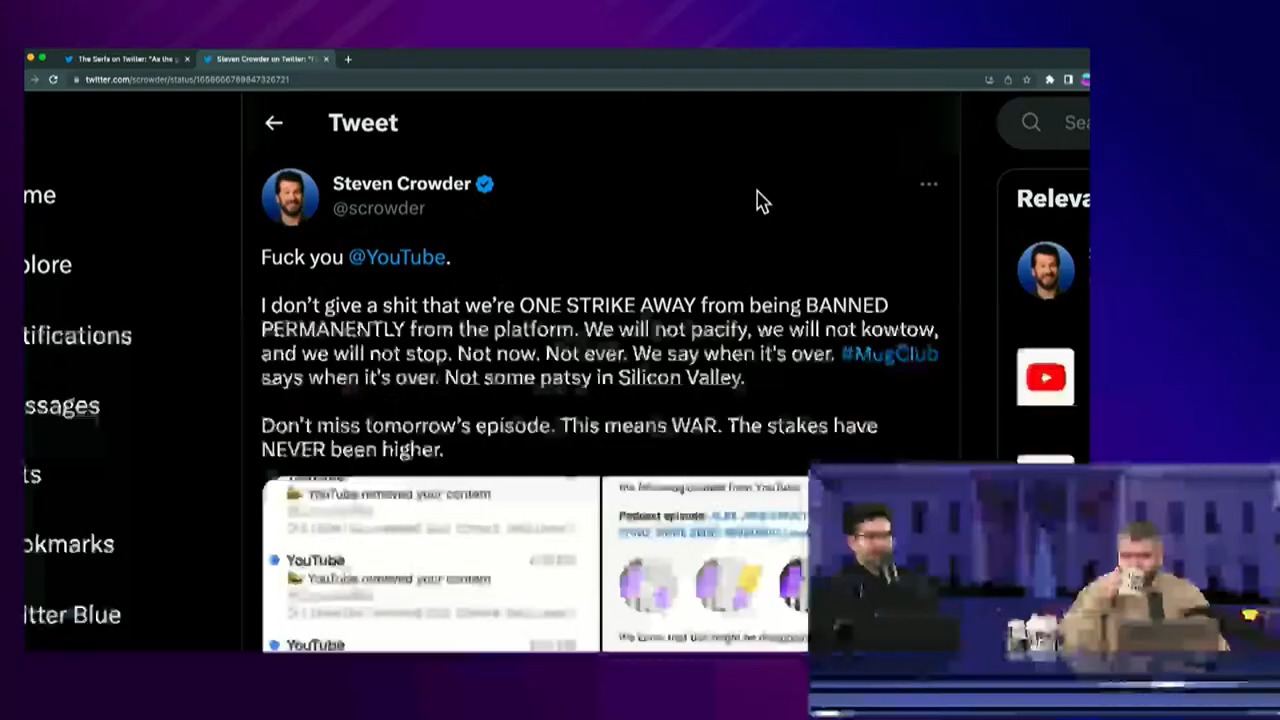 The Serfs on Twitter: "As the g
Steven Crowder on Twitter: "F
twitter.com/scrowder/status/1658666789847326721
Tweet
Sea
me
Steven Crowder
@scrowder
Releva
Fuck you @YouTube.
plore
I don't give a shit that we're ONE STRIKE AWAY from being BANNED
PERMANENTLY from the platform. We will not pacify, we will not kowtow,
tifications
and we will not stop. Not now. Not ever. We say when it's over. #MugClub
says when it's over. Not some patsy in Silicon Valley.
ssages
Don't miss tomorrow's episode. This means WAR. The stakes have
NEVER been higher.
ts
YouTube removed your content
Podcast episode:
okmarks
YouTube
YouTube removed your content
itter Blue
YouTube